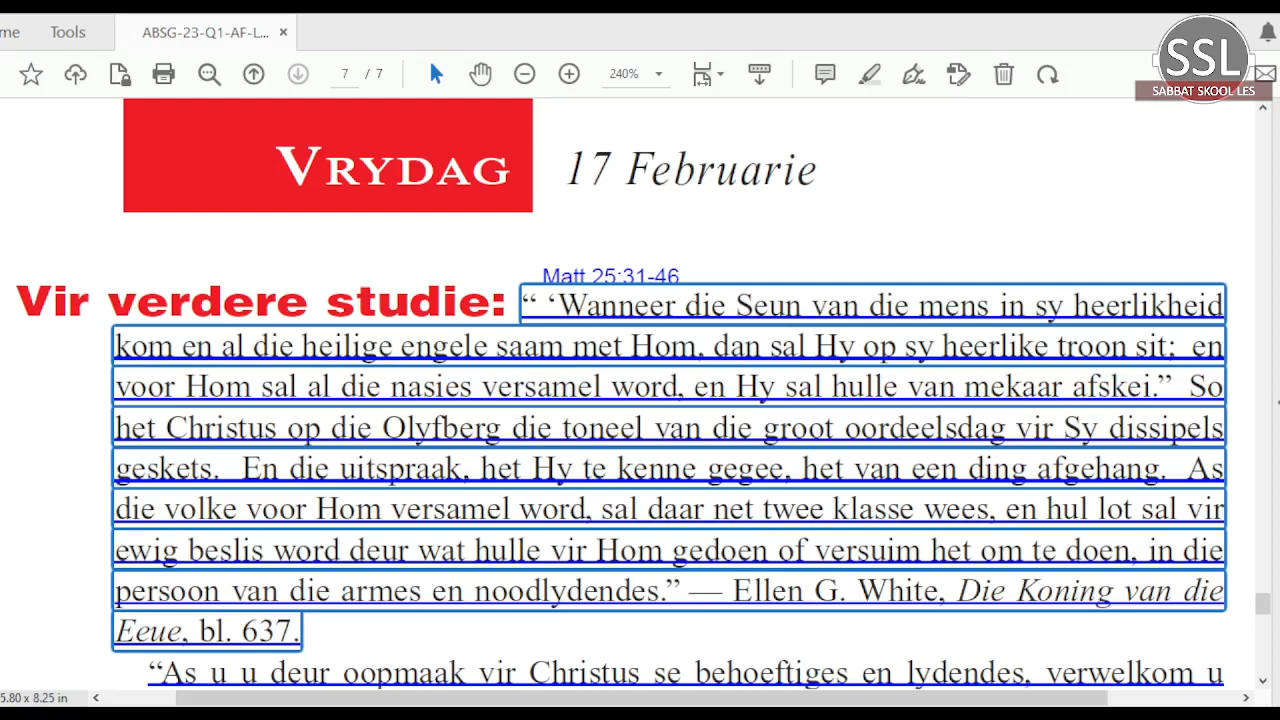 me Tools ABSG-23-Q1-AF-L... ×
SSL
SABBAT SKOOL LES
7 / 7 240%
VRYDAG 17 Februarie
Matt 25:31-46
Vir verdere studie: “ ‘Wanneer die Seun van die mens in sy heerlikheid
kom en al die heilige engele saam met Hom, dan sal Hy op sy heerlike troon sit; en
voor Hom sal al die nasies versamel word, en Hy sal hulle van mekaar afskei.” So
het Christus op die Olyfberg die toneel van die groot oordeelsdag vir Sy dissipels
geskets. En die uitspraak, het Hy te kenne gegee, het van een ding afgehang. As
die volke voor Hom versamel word, sal daar net twee klasse wees, en hul lot sal vir
ewig beslis word deur wat hulle vir Hom gedoen of versuim het om te doen, in die
persoon van die armes en noodlydendes.” — Ellen G. White, Die Koning van die
Eeue, bl. 637.
“As u u deur oopmaak vir Christus se behoeftiges en lydendes, verwelkom u
5.80 x 8.25 in